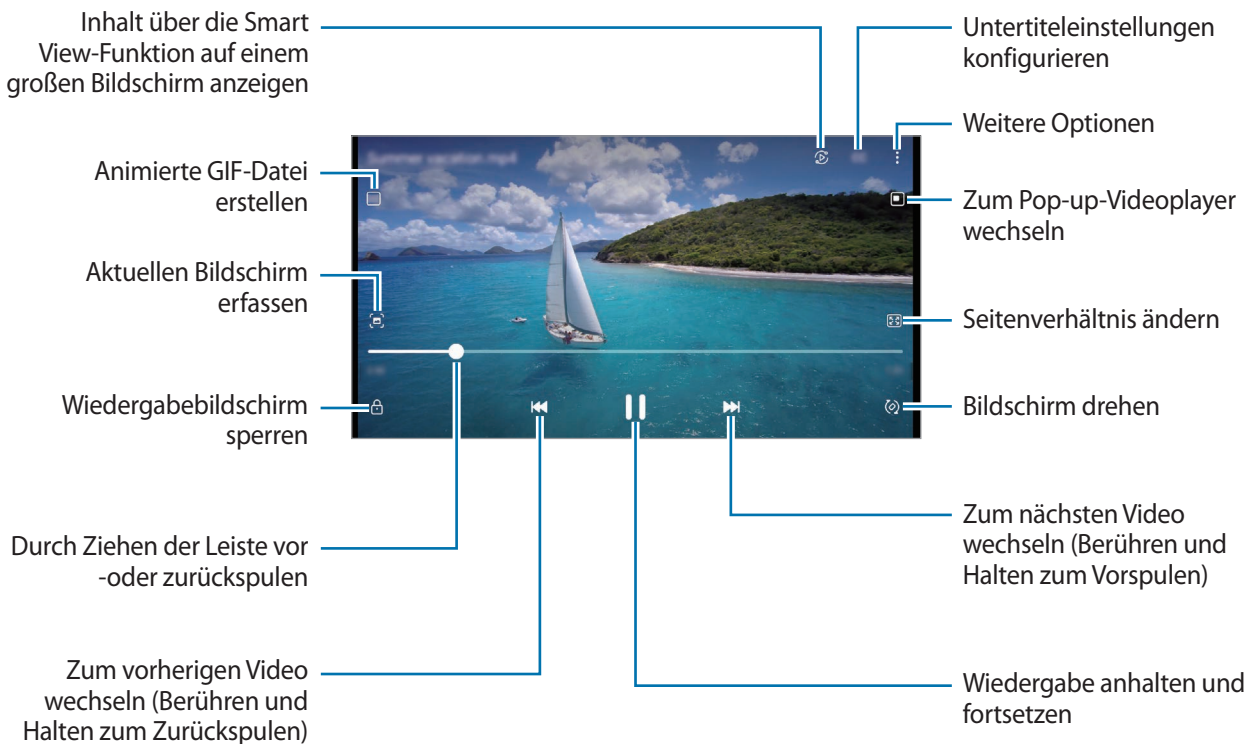 Inhalt über die Smart
View-Funktion auf einem
großen Bildschirm anzeigen
Animierte GIF-Datei
erstellen
Aktuellen Bildschirm
erfassen
Wiedergabebildschirm
sperren
Durch Ziehen der Leiste vor
-oder zurückspulen
Zum vorherigen Video
wechseln (Berühren und
Halten zum Zurückspulen)
Untertiteleinstellungen
konfigurieren
Weitere Optionen
Zum Pop-up-Videoplayer
wechseln
Seitenverhältnis ändern
Bildschirm drehen
Zum nächsten Video
wechseln (Berühren und
Halten zum Vorspulen)
Wiedergabe anhalten und
fortsetzen